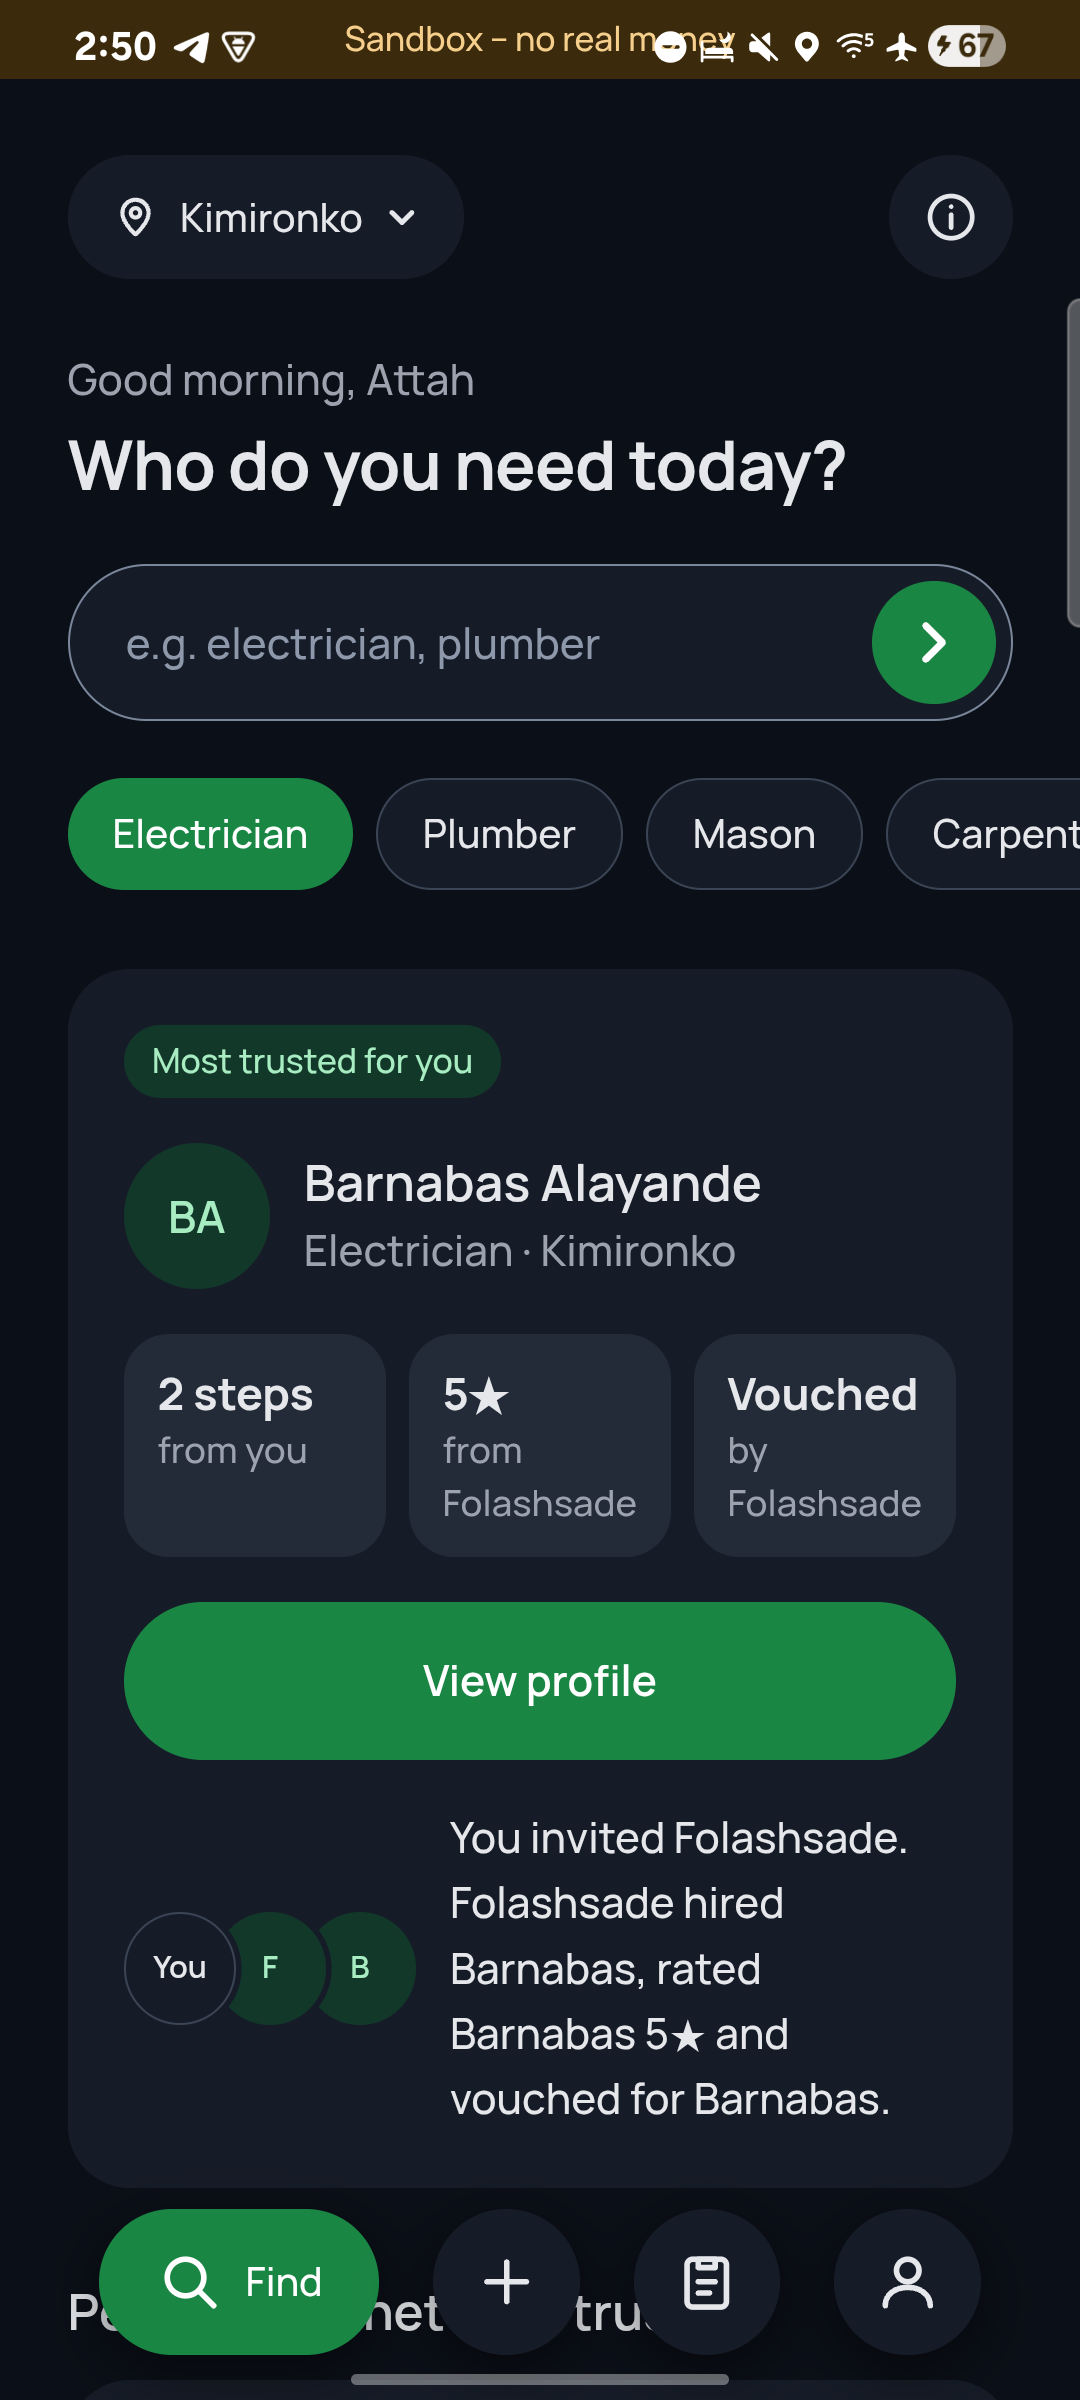 2:50
Sandbox – no real money
5
67
Kimironko
Good morning, Attah
Who do you need today?
e.g. electrician, plumber
Electrician
Plumber
Mason
Carpent
Most trusted for you
BA
Barnabas Alayande
Electrician · Kimironko
2 steps
from you
5★
from
Folashsade
Vouched
by
Folashsade
View profile
You F B
You invited Folashsade.
Folashsade hired
Barnabas, rated
Barnabas 5★ and
vouched for Barnabas.
Find